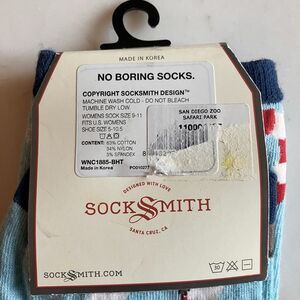 MADE IN KOREA
NO BORING SOCKS.
COPYRIGHT SOCKSMITH DESIGN™
MACHINE WASH COLD - DO NOT BLEACH
TUMBLE DRY LOW.
WOMENS SOCK SIZE 9-11
FITS U.S. WOMENS
SHOE SIZE 5-10.5
CONTENT: 63% COTTON
34% NYLON
3% SPANDEX
WNC1885-BHT
Made in Korea
PO01027
SAN DIEGO ZOO
SAFARI PARK
DESIGNED WITH LOVE
SOCKSMITH
SANTA CRUZ, CA
SOCKSMITH.COM
30